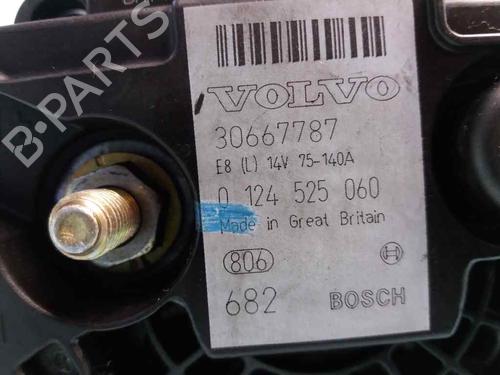 VOLVO
30667787
E8 (L) 14V 75-140A
0 124 525 060
Made in Great Britain
806
682 BOSCH
B-PARTS